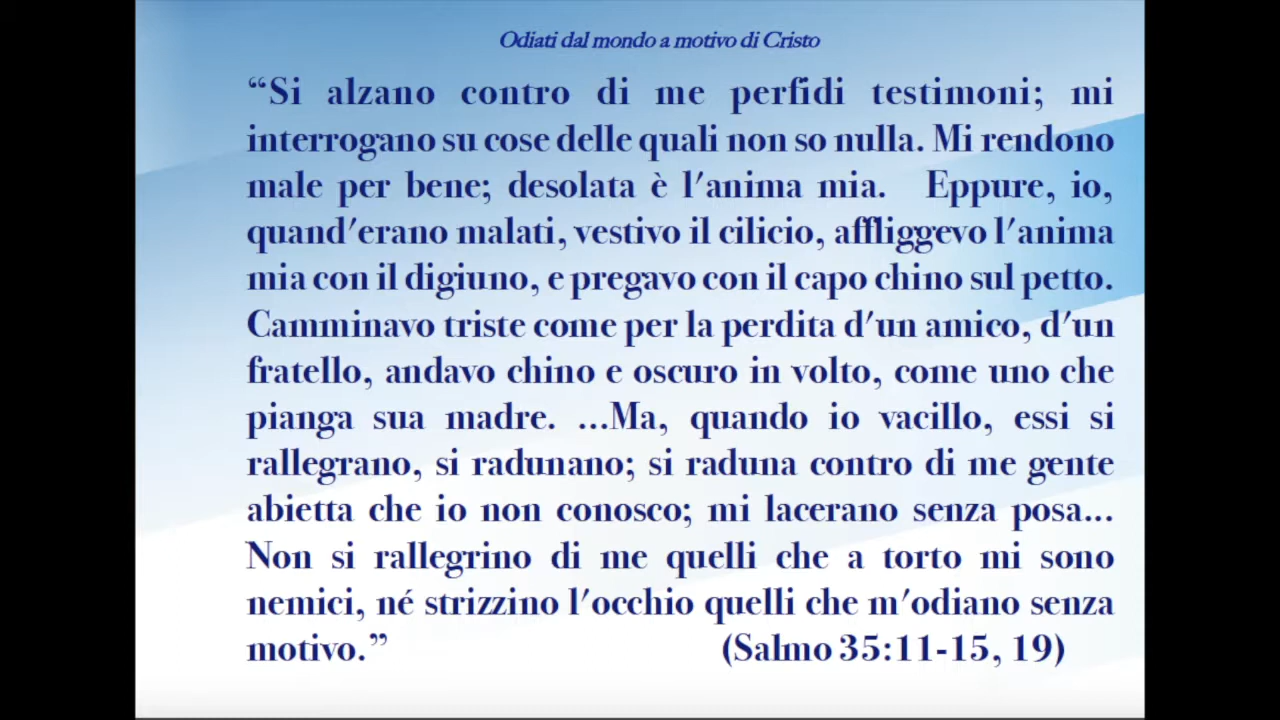 Odiati dal mondo a motivo di Cristo
“Si alzano contro di me perfidi testimoni; mi
interrogano su cose delle quali non so nulla. Mi rendono
male per bene; desolata è l'anima mia. Eppure, io,
quand'erano malati, vestivo il cilicio, affliggevo l'anima
mia con il digiuno, e pregavo con il capo chino sul petto.
Camminavo triste come per la perdita d'un amico, d'un
fratello, andavo chino e oscuro in volto, come uno che
pianga sua madre. ...Ma, quando io vacillo, essi si
rallegrano, si radunano; si raduna contro di me gente
abietta che io non conosco; mi lacerano senza posa...
Non si rallegrino di me quelli che a torto mi sono
nemici, né strizzino l'occhio quelli che m'odiano senza
motivo.” (Salmo 35:11-15, 19)